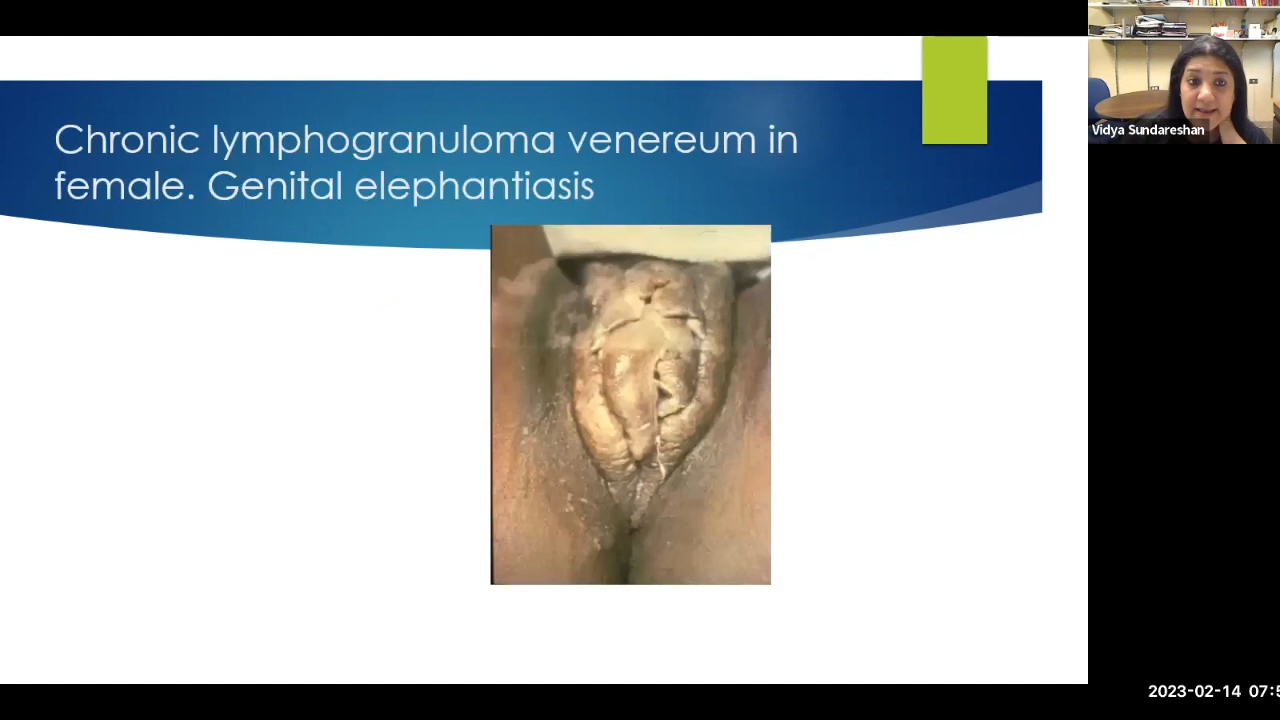 Chronic lymphogranuloma venereum in
female. Genital elephantiasis
Vidya Sundareshan
2023-02-14 07:5